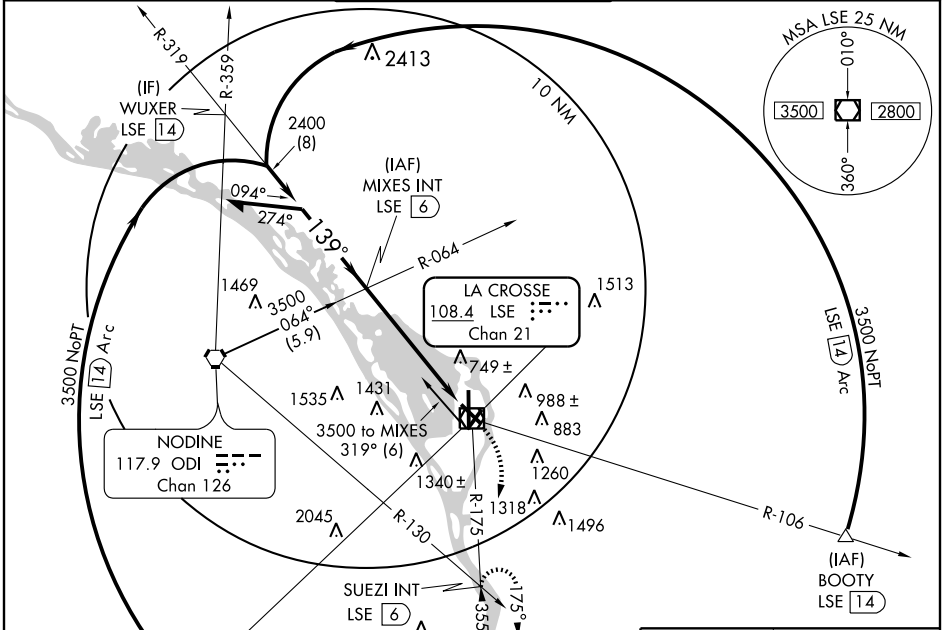 R-319
R-359
2413
MSA LSE 25 NM
010°
3500
2800
360°
(IF)
WUXER
LSE 14
10 NM
2400
(8)
(IAF)
MIXES INT
LSE 6
094°
274°
139°
R-064
1469
3500
064°
(5.9)
LA CROSSE
108.4 LSE
Chan 21
1513
3500 NoPT
LSE 14 Arc
3500 NoPT
LSE 14 Arc
749 ±
1535
1431
988 ±
883
3500 to MIXES
319° (6)
NODINE
117.9 ODI
Chan 126
1340 ±
1260
1318
1496
R-175
R-106
2045
R-130
(IAF)
BOOTY
LSE 14
SUEZI INT
LSE 6
175°
355